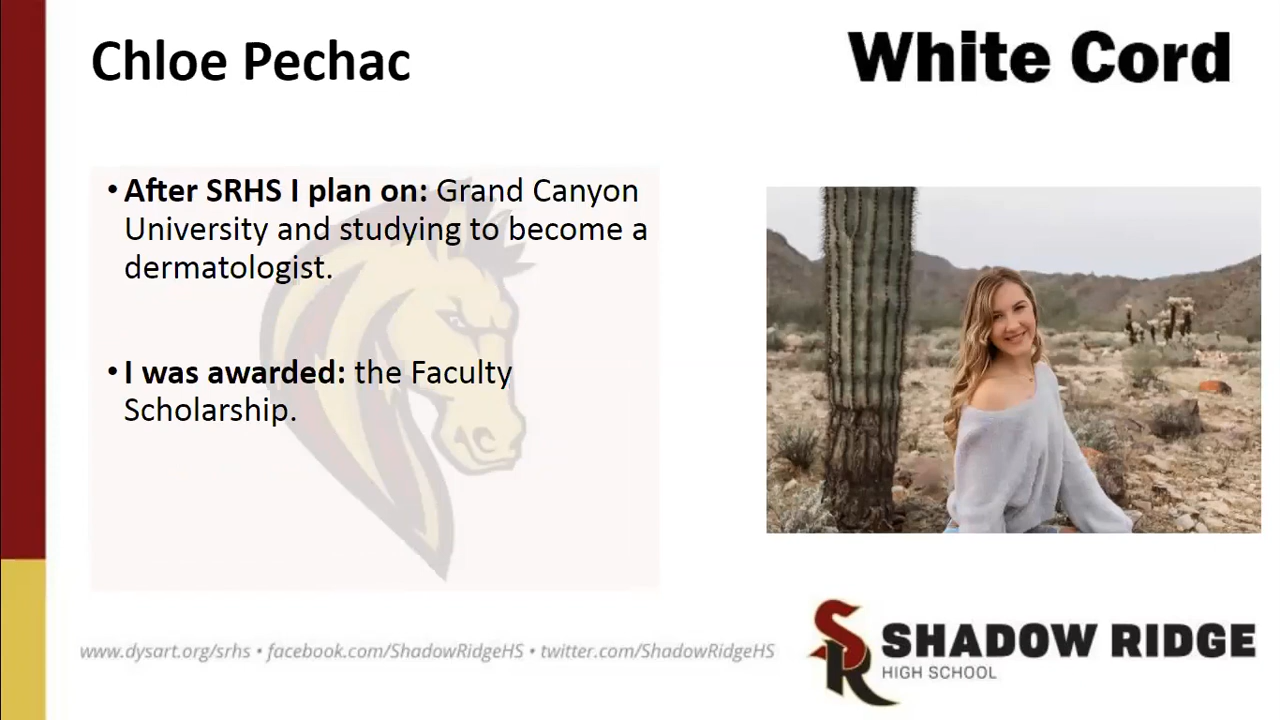 Chloe Pechac
White Cord
• After SRHS I plan on: Grand Canyon
University and studying to become a
dermatologist.
• I was awarded: the Faculty
Scholarship.
www.dysart.org/srhs • facebook.com/ShadowRidgeHS • twitter.com/ShadowRidgeHS
SR
SHADOW RIDGE
HIGH SCHOOL